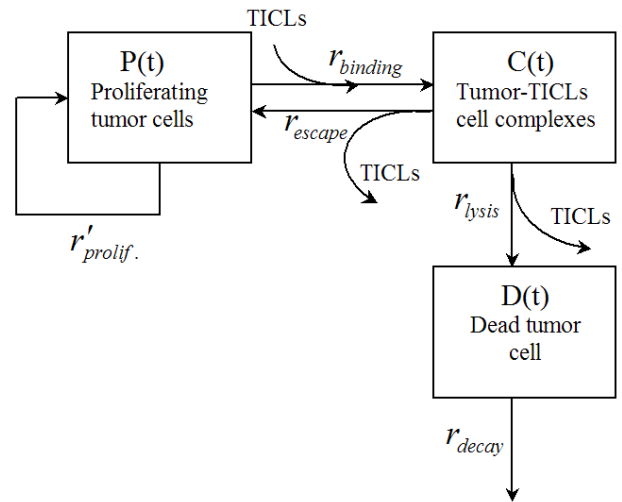 TICLs
P(t)
Proliferating
tumor cells
r_binding
C(t)
Tumor-TICLs
cell complexes
r_escape
TICLs
r_lysis
TICLs
r'_prolif.
D(t)
Dead tumor
cell
r_decay